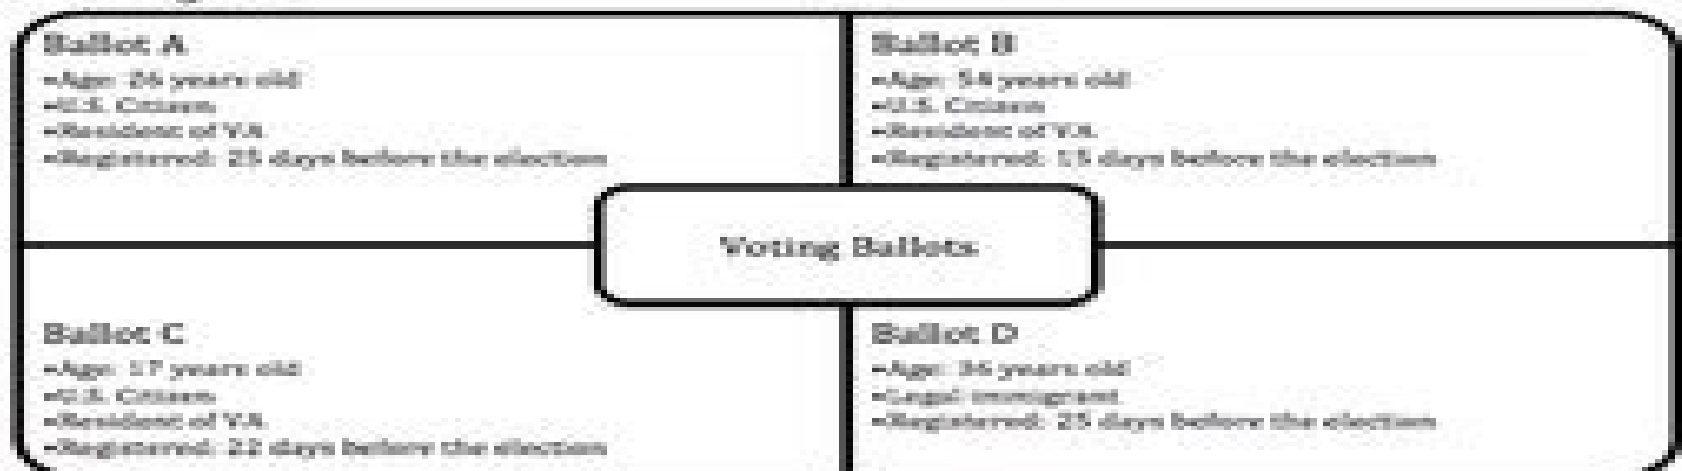 Ballot A
-Age: 26 years old
-U.S. Citizen
-Resident of VA
-Registered: 25 days before the election
Ballot B
-Age: 54 years old
-U.S. Citizen
-Resident of VA
-Registered: 15 days before the election
Voting Ballots
Ballot C
-Age: 17 years old
-U.S. Citizen
-Resident of VA
-Registered: 22 days before the election
Ballot D
-Age: 36 years old
-Legal immigrant
-Registered: 25 days before the election